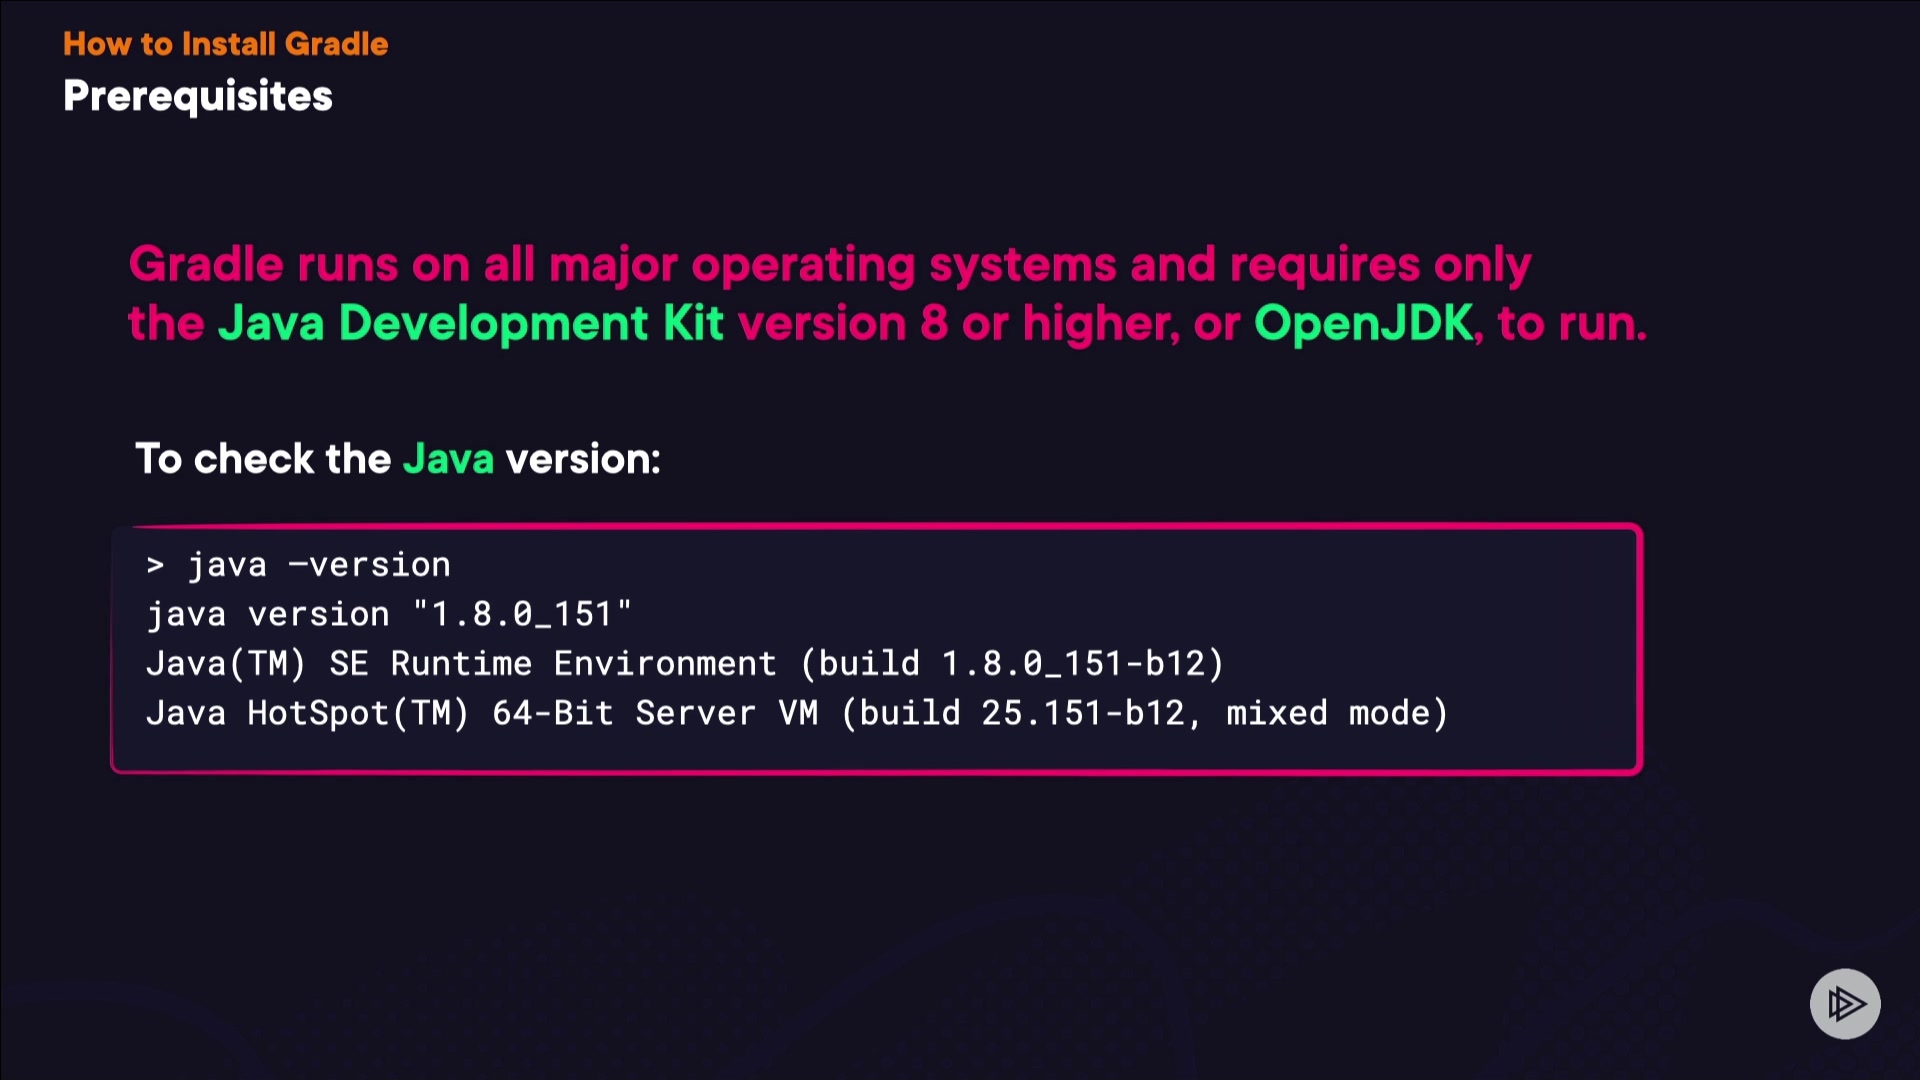 How to Install Gradle
Prerequisites
Gradle runs on all major operating systems and requires only
the Java Development Kit version 8 or higher, or OpenJDK, to run.
To check the Java version:
> java –version
java version "1.8.0_151"
Java(TM) SE Runtime Environment (build 1.8.0_151-b12)
Java HotSpot(TM) 64-Bit Server VM (build 25.151-b12, mixed mode)